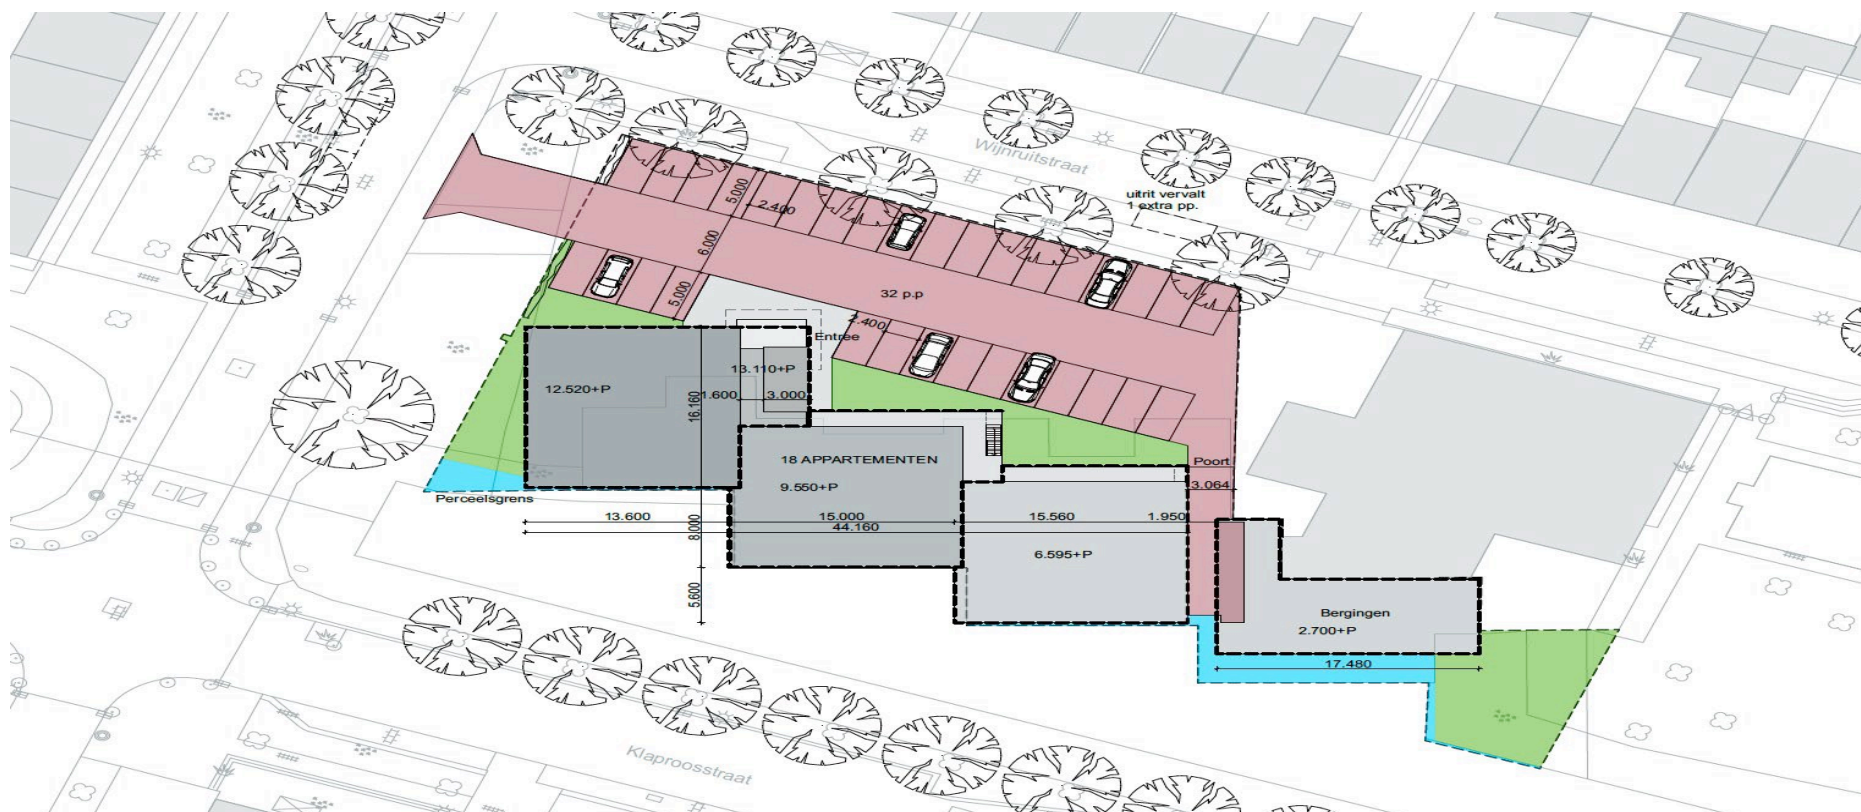 Wijnruitstraat
uitrit vervalt
1 extra pp.
5.000
2.400
6.000
5.000
32 p.p
2.400
Entree
13.110+P
12.520+P
1.600
3.000
16.160
18 APPARTEMENTEN
9.550+P
Poort
3.064
Perceelsgrens
13.600
15.000
15.560
1.950
44.160
8.000
6.595+P
5.600
Bergingen
2.700+P
17.480
Klaproosstraat